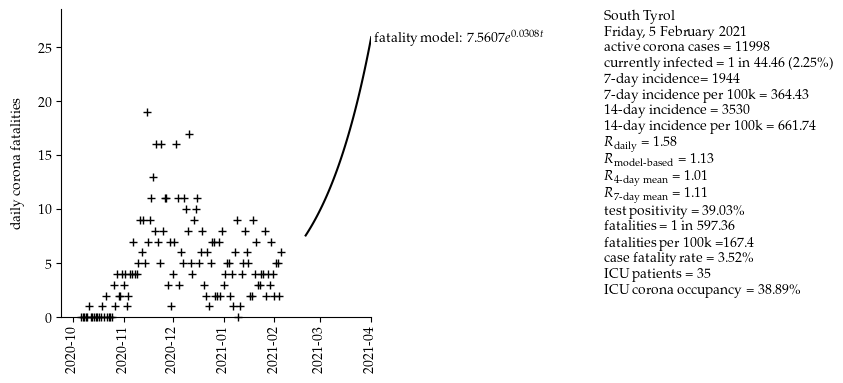 daily corona fatalities
25
20
15
10
5
0
2020-10
2020-11
2020-12
2021-01
2021-02
2021-03
2021-04
fatality model: 7.5607e^0.0308t
South Tyrol
Friday, 5 February 2021
active corona cases = 11998
currently infected = 1 in 44.46 (2.25%)
7-day incidence= 1944
7-day incidence per 100k = 364.43
14-day incidence = 3530
14-day incidence per 100k = 661.74
R daily = 1.58
R model-based = 1.13
R 4-day mean = 1.01
R 7-day mean = 1.11
test positivity = 39.03%
fatalities = 1 in 597.36
fatalities per 100k =167.4
case fatality rate = 3.52%
ICU patients = 35
ICU corona occupancy = 38.89%